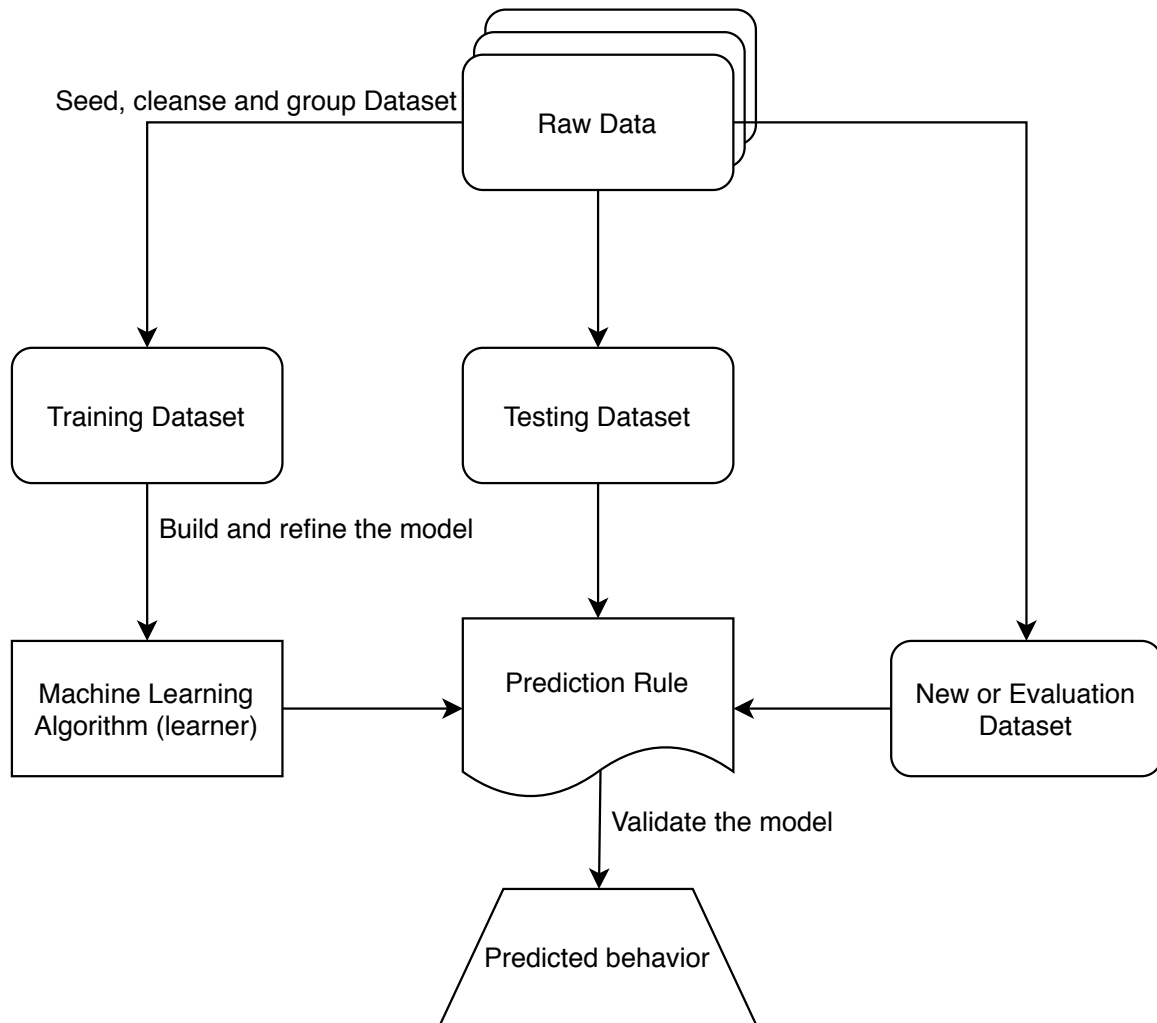 Seed, cleanse and group Dataset
Raw Data
Training Dataset
Testing Dataset
Build and refine the model
Machine Learning
Algorithm (learner)
Prediction Rule
New or Evaluation
Dataset
Validate the model
Predicted behavior